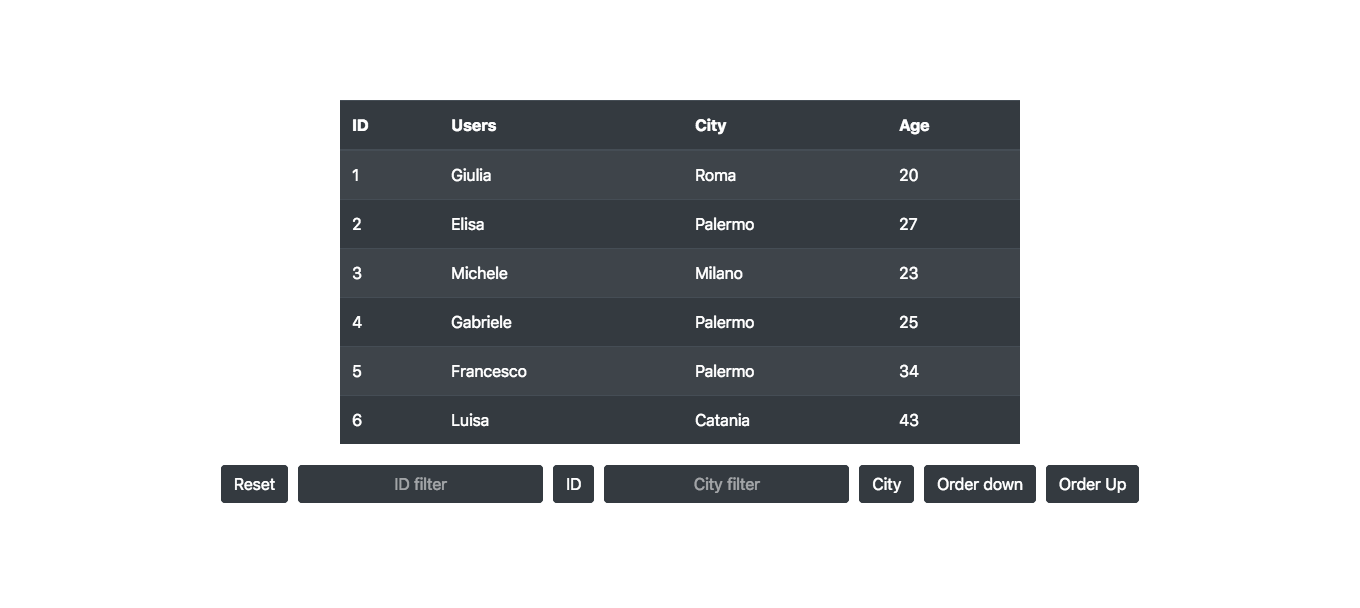 ID Users City Age
1 Giulia Roma 20
2 Elisa Palermo 27
3 Michele Milano 23
4 Gabriele Palermo 25
5 Francesco Palermo 34
6 Luisa Catania 43
Reset ID filter ID City filter City Order down Order Up